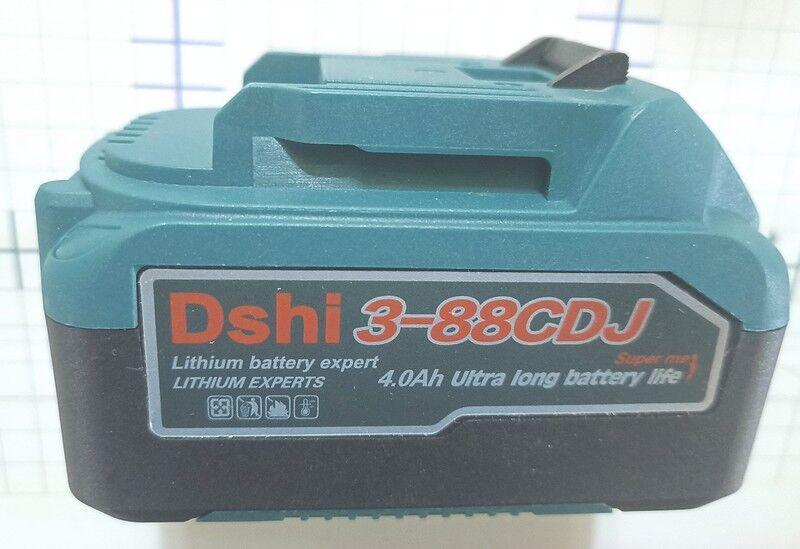 Dshi 3-88CDJ
Lithium battery expert
Super me
LITHIUM EXPERTS
4.0Ah Ultra long battery life